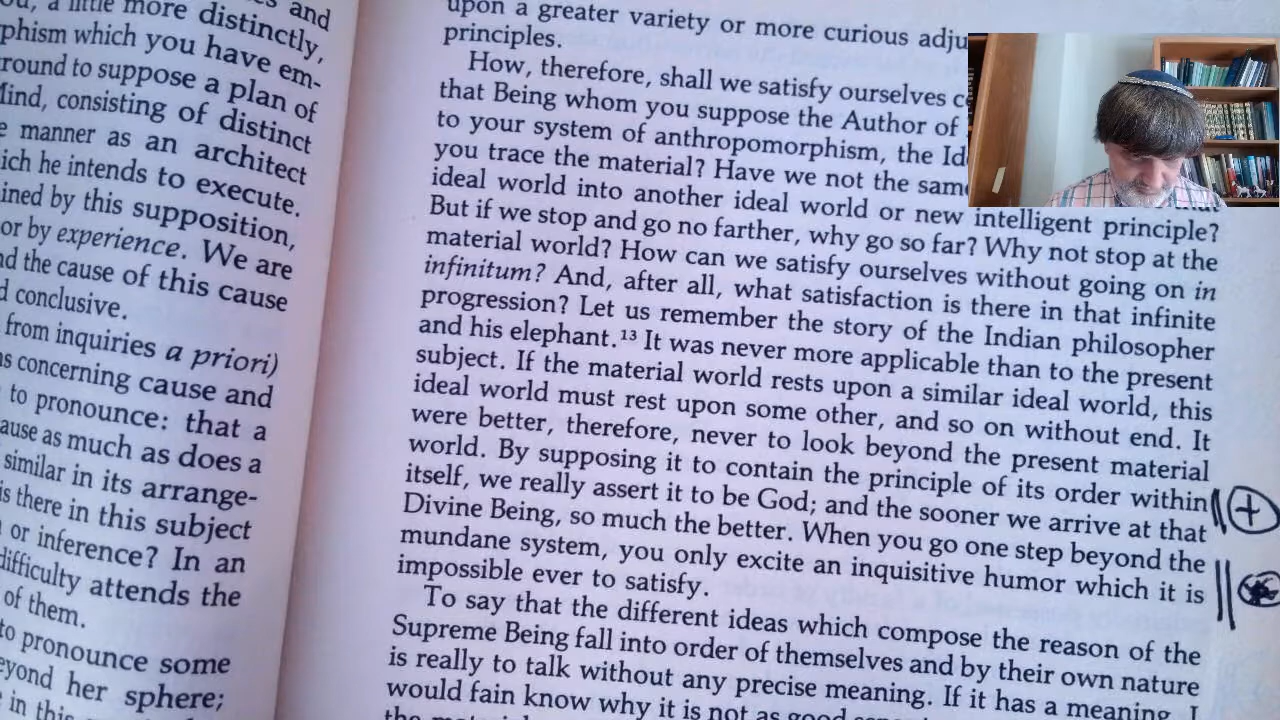 and
a little more distinctly,
phism which you have em-
round to suppose a plan of
Mind, consisting of distinct
e manner as an architect
ich he intends to execute.
ined by this supposition,
or by experience. We are
nd the cause of this cause
d conclusive.
from inquiries a priori)
as concerning cause and
to pronounce: that a
ause as much as does a
similar in its arrange-
is there in this subject
or inference? In an
difficulty attends the
of them.
to pronounce some
eyond her sphere;
in this
upon a greater variety or more curious adju
principles.
How, therefore, shall we satisfy ourselves c
that Being whom you suppose the Author of
to your system of anthropomorphism, the Id
you trace the material? Have we not the same
ideal world into another ideal world or new intelligent principle?
But if we stop and go no farther, why go so far? Why not stop at the
material world? How can we satisfy ourselves without going on in
infinitum? And, after all, what satisfaction is there in that infinite
progression? Let us remember the story of the Indian philosopher
and his elephant.¹³ It was never more applicable than to the present
subject. If the material world rests upon a similar ideal world, this
ideal world must rest upon some other, and so on without end. It
were better, therefore, never to look beyond the present material
world. By supposing it to contain the principle of its order within
itself, we really assert it to be God; and the sooner we arrive at that
Divine Being, so much the better. When you go one step beyond the
mundane system, you only excite an inquisitive humor which it is
impossible ever to satisfy.
To say that the different ideas which compose the reason of the
Supreme Being fall into order of themselves and by their own nature
is really to talk without any precise meaning. If it has a meaning, I
would fain know why it is not as good